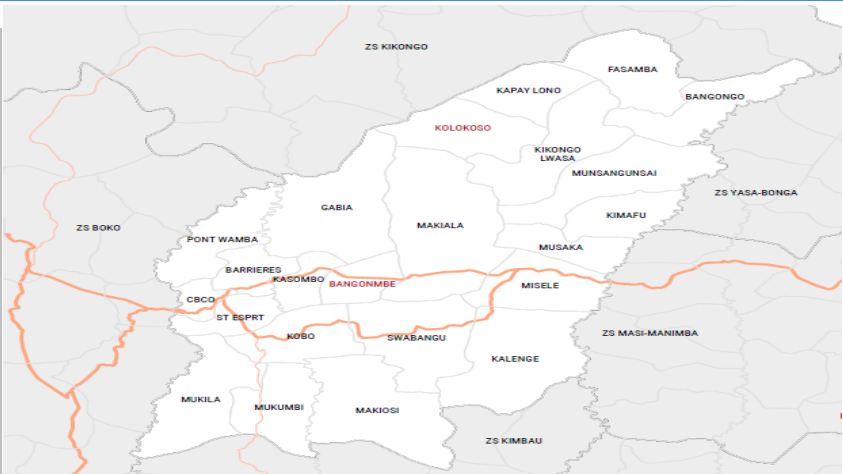 ZS KIKONGO
FASAMBA
KAPAY LONO
BANGONGO
KOLOKOSO
KIKONGO
LWASA
MUNSANGUNSAI
ZS YASA-BONGA
GABIA
KIMAFU
MAKIALA
ZS BOKO
PONT WAMBA
MUSAKA
BARRIERES
KASOMBO
BANGONMBE
MISELE
CBCO
ST ESPRT
KOBO
SWABANGU
ZS MASI-MANIMBA
KALENGE
MUKILA
MUKUMBI
MAKIOSI
ZS KIMBAU